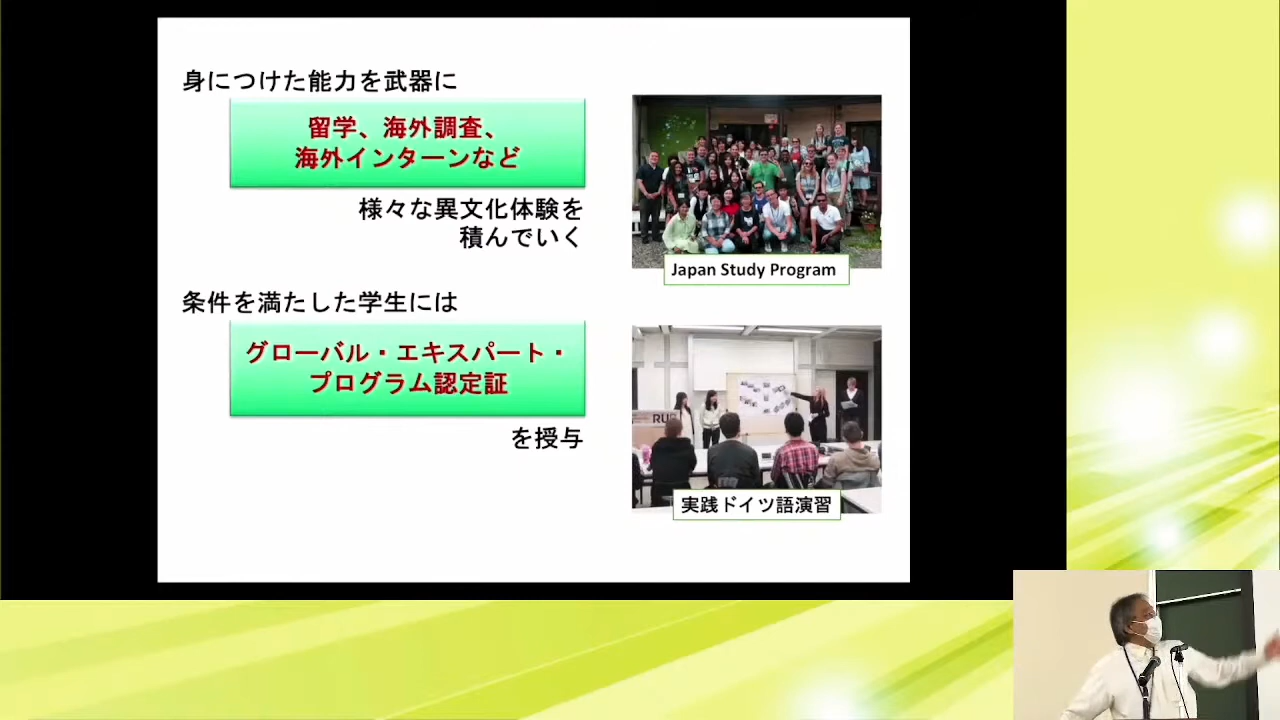 身につけた能力を武器に
留学、海外調査、
海外インターンなど
様々な異文化体験を
積んでいく
条件を満たした学生には
グローバル・エキスパート・
プログラム認定証
を授与
Japan Study Program
RU
実践ドイツ語演習